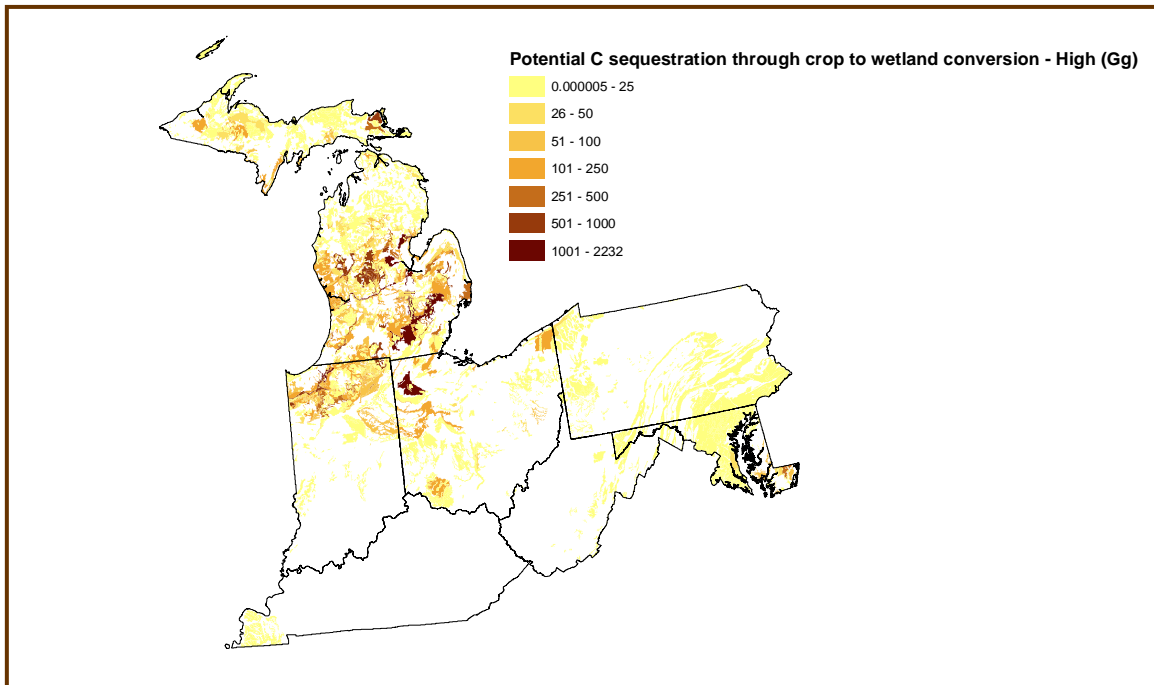 Potential C sequestration through crop to wetland conversion - High (Gg)
0.000005 - 25
26 - 50
51 - 100
101 - 250
251 - 500
501 - 1000
1001 - 2232